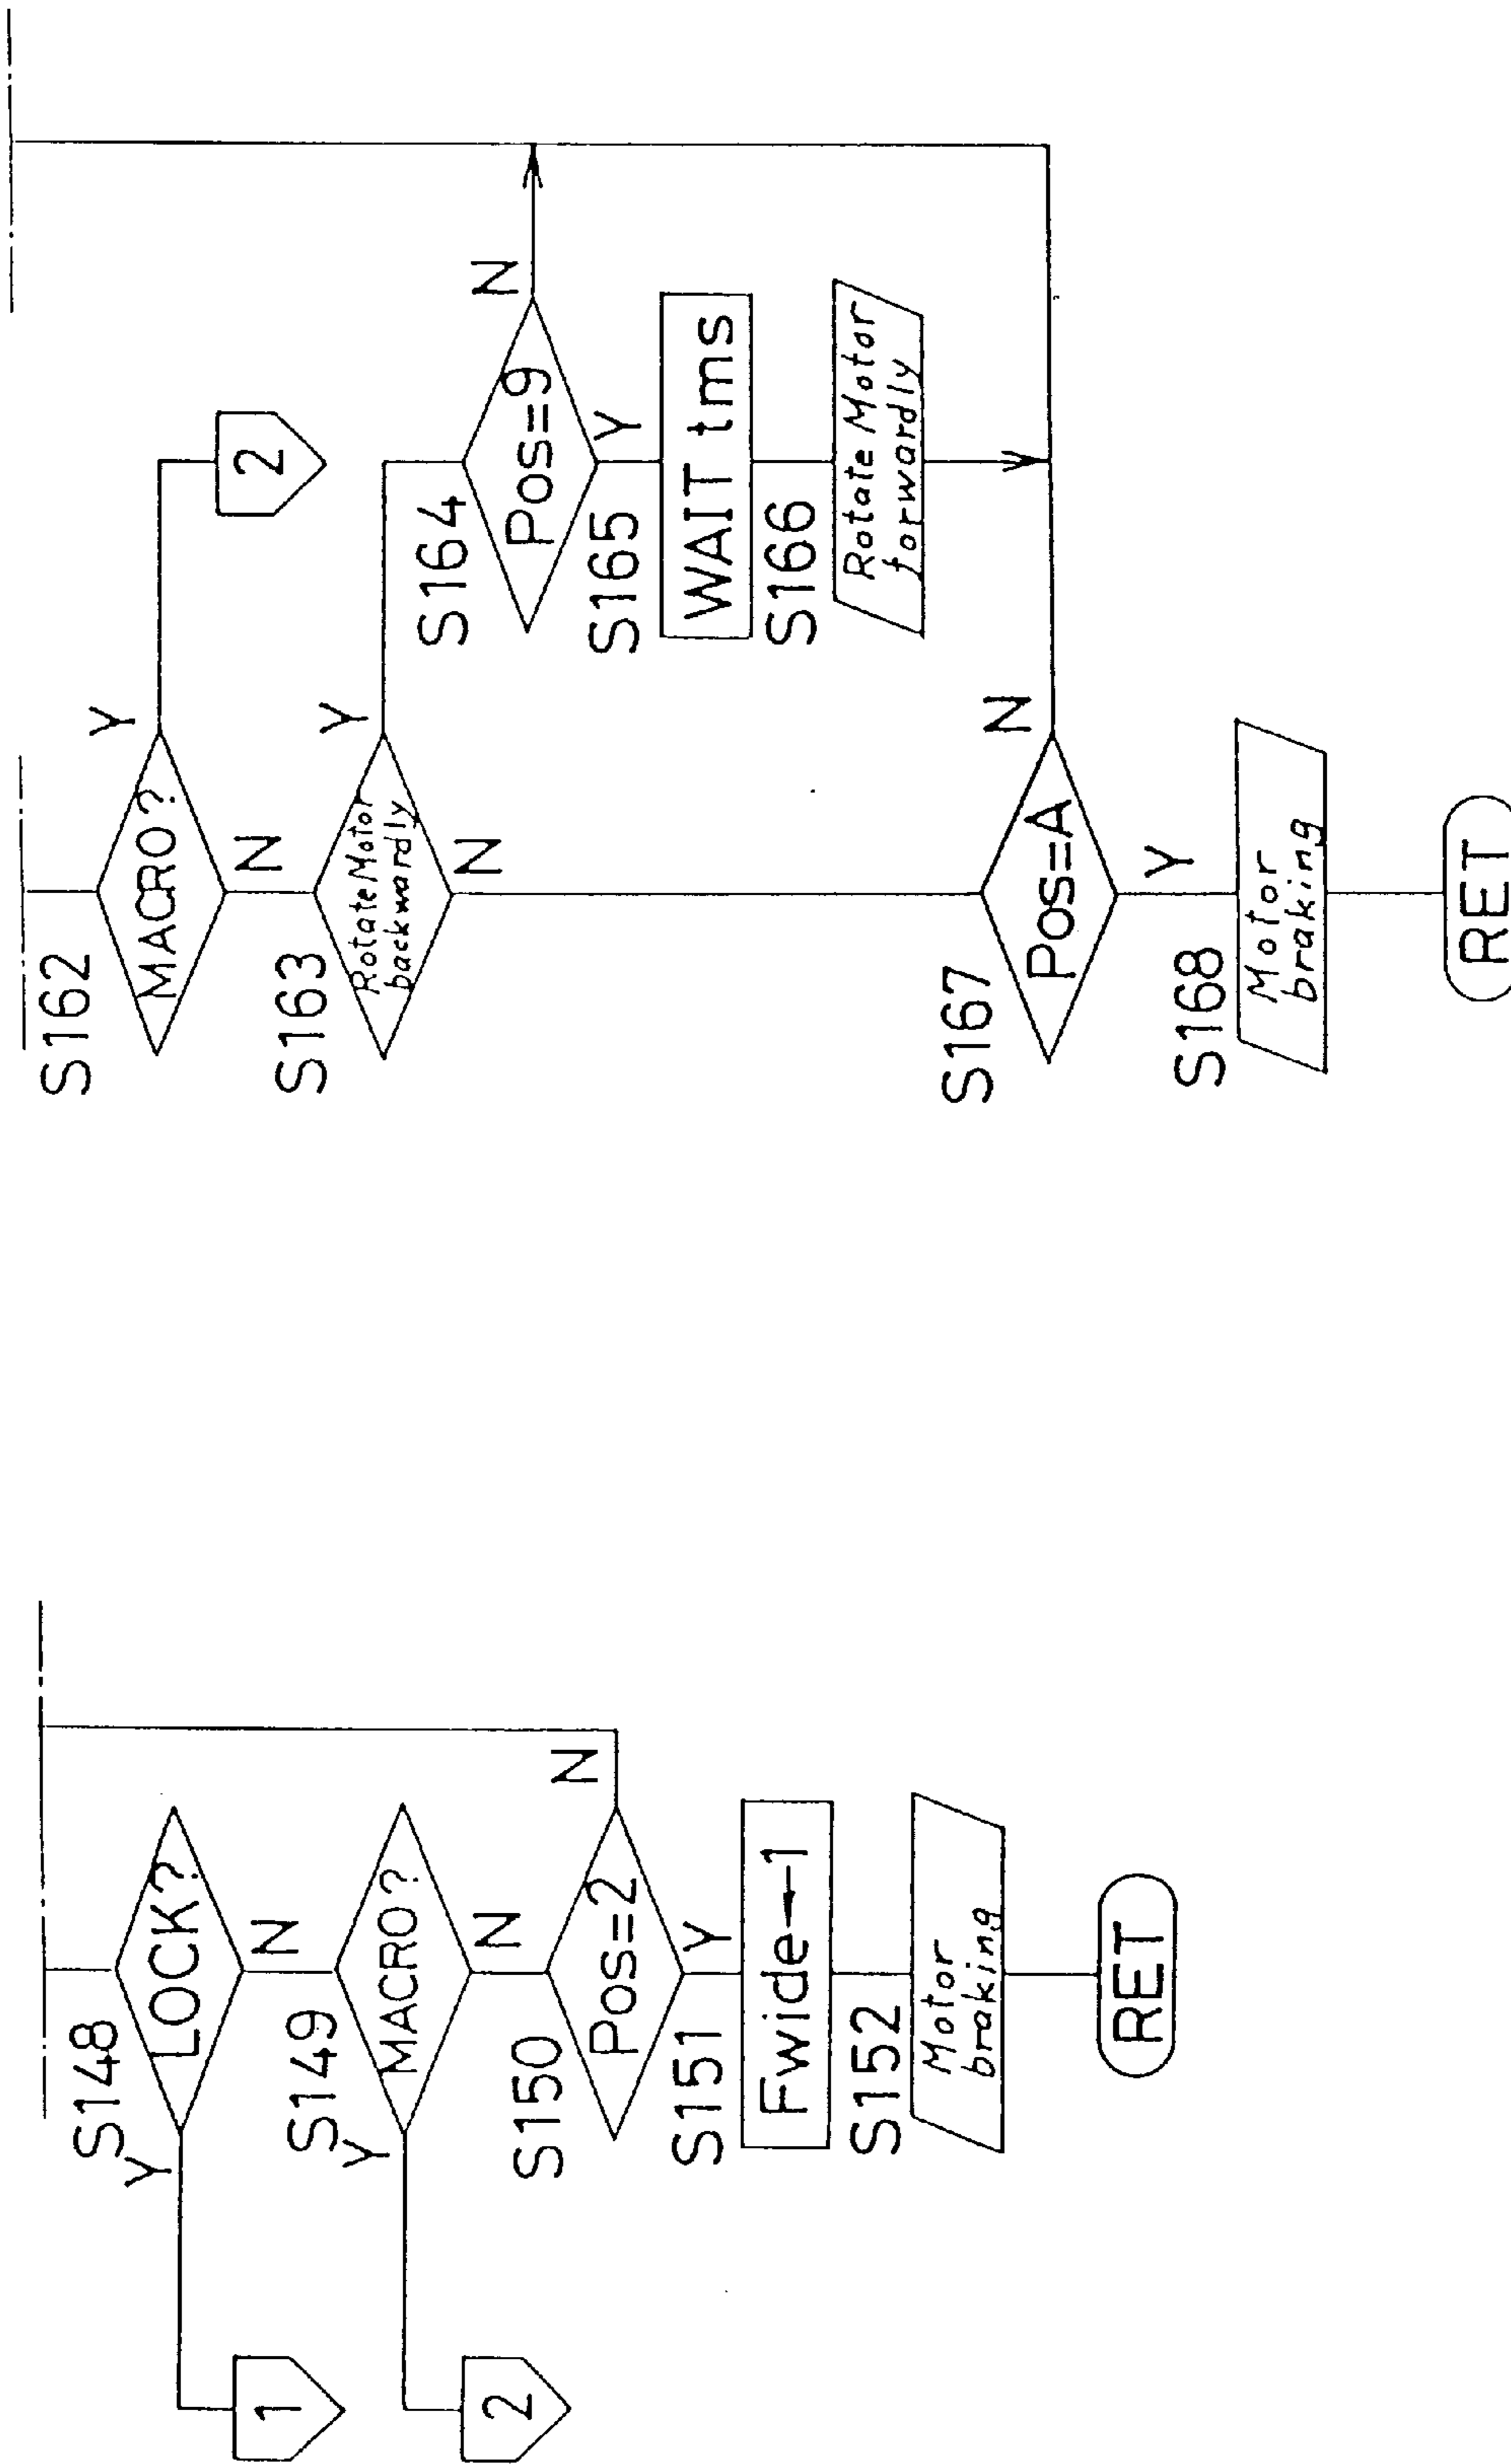 S148
LOCK?
Y
N
1
S149
MACRO?
Y
N
2
S150
Pos=2
N
Y
S151
Fwide←1
S152
Motor
braking
RET
S162
MACRO?
Y
N
2
S163
Rotate Motor
backwardly
Y
N
S164
Pos=9
N
Y
S165
WAIT tms
S166
Rotate Motor
forwardly
S167
Pos=A
N
Y
S168
Motor
braking
RET